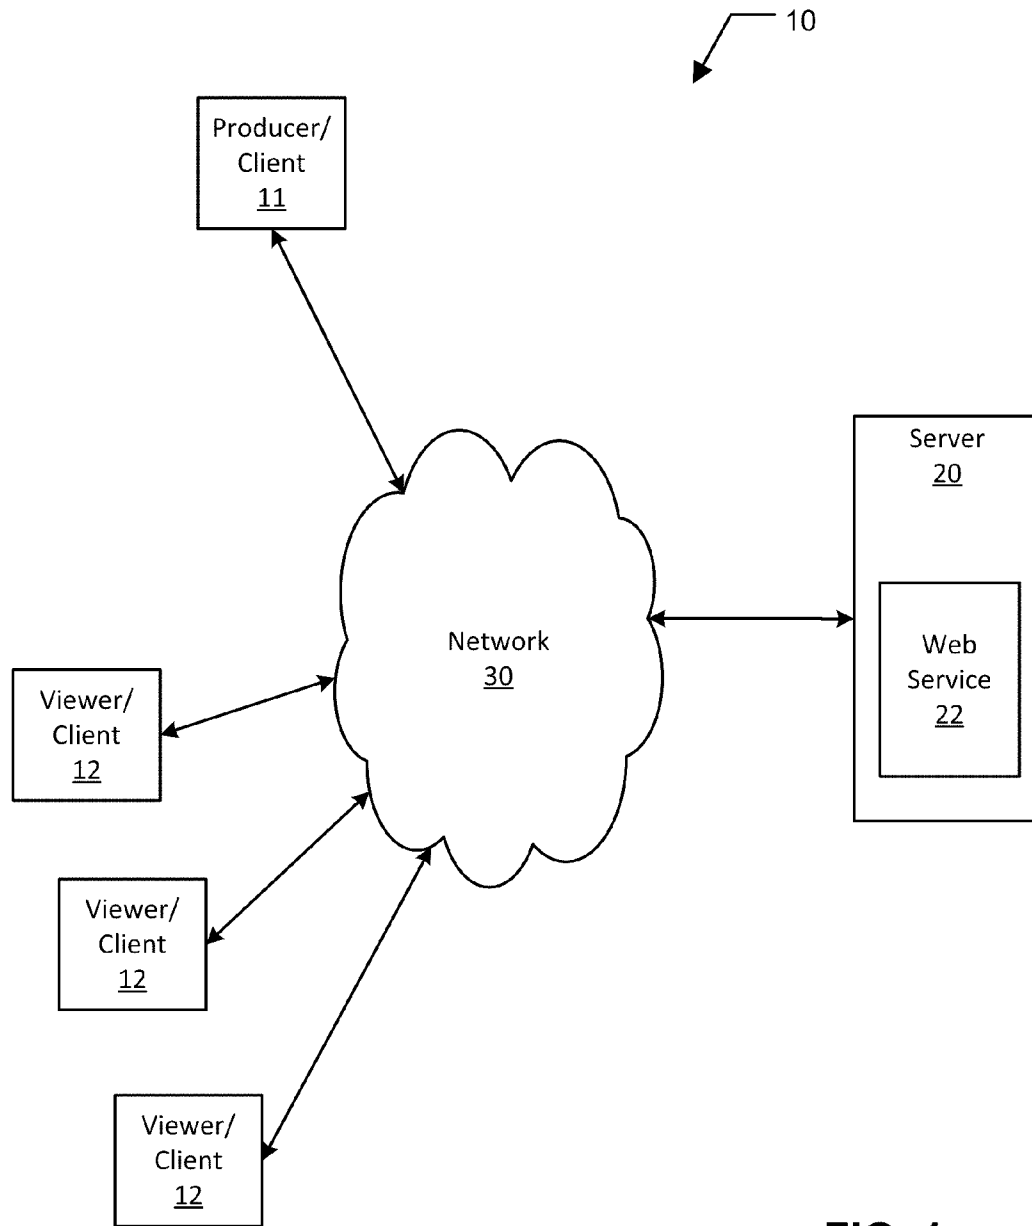 10
Producer/
Client
11
Server
20
Web
Service
22
Network
30
Viewer/
Client
12
Viewer/
Client
12
Viewer/
Client
12